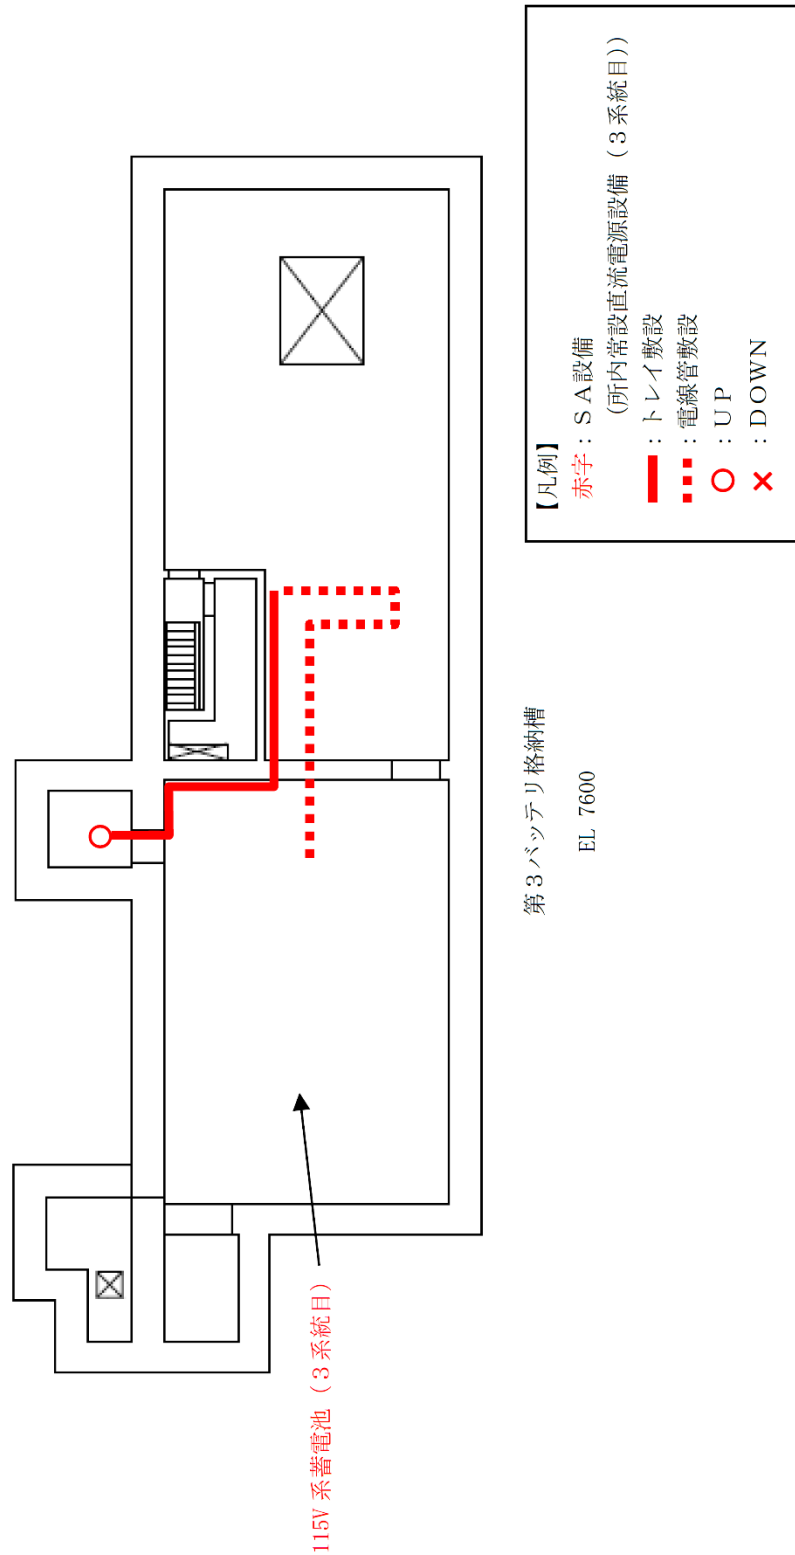 115V 系蓄電池（３系統目）
第３バッテリ格納槽
EL 7600
【凡例】
赤字：ＳＡ設備
(所内常設直流電源設備（３系統目))
：トレイ敷設
：電線管敷設
：ＵＰ
：ＤＯＷＮ